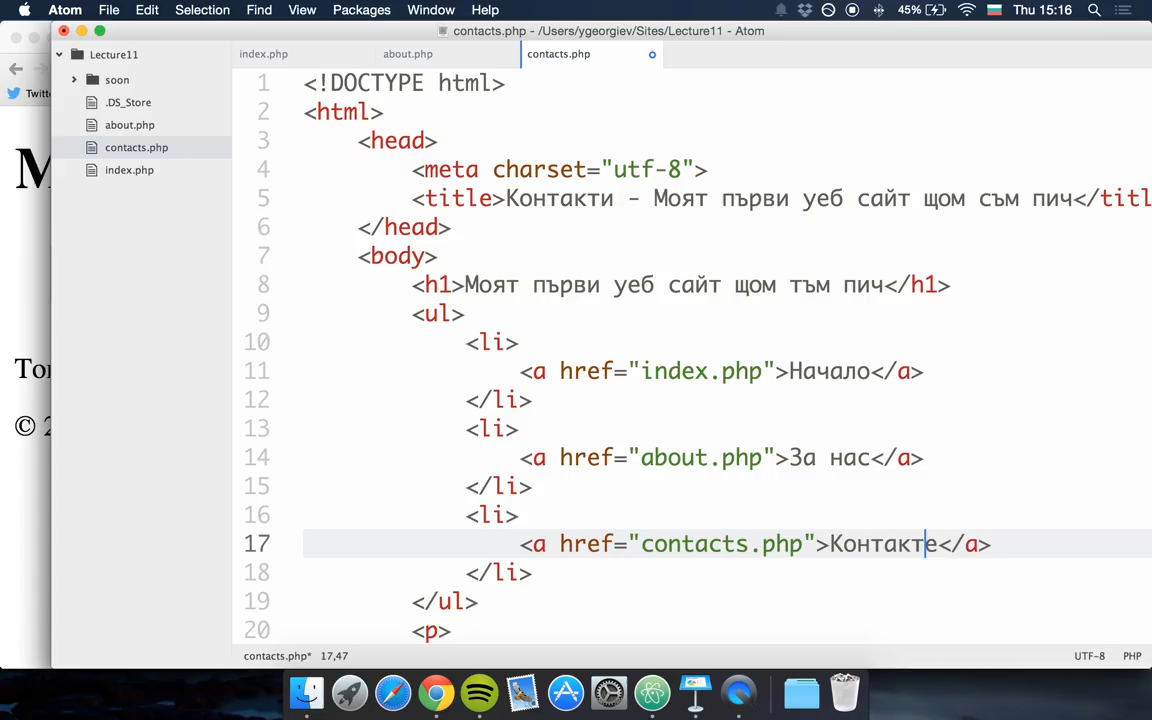 Atom File Edit Selection Find View Packages Window Help 45% Thu 15:16
contacts.php - /Users/ygeorgiev/Sites/Lecture11 - Atom
Lecture11
soon
.DS_Store
about.php
contacts.php
index.php
index.php about.php contacts.php
1 <!DOCTYPE html>
2 <html>
3 <head>
4 <meta charset="utf-8">
5 <title>Контакти - Моят първи уеб сайт щом съм пич</titl
6 </head>
7 <body>
8 <h1>Моят първи уеб сайт щом тъм пич</h1>
9 <ul>
10 <li>
11 <a href="index.php">Начало</a>
12 </li>
13 <li>
14 <a href="about.php">За нас</a>
15 </li>
16 <li>
17 <a href="contacts.php">Контакте</a>
18 </li>
19 </ul>
20 <p>
contacts.php* 17,47 UTF-8 PHP